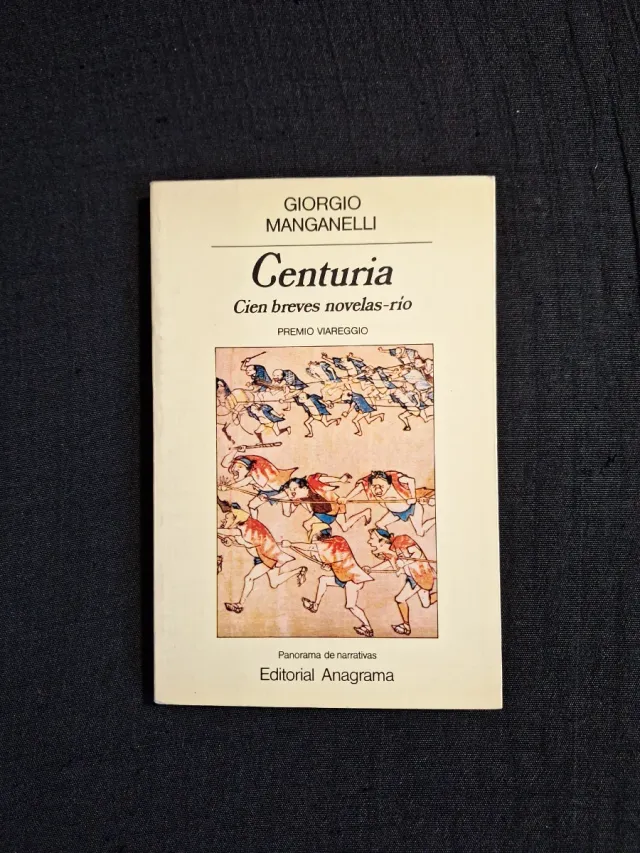 GIORGIO
MANGANELLI
Centuria
Cien breves novelas-río
PREMIO VIAREGGIO
Panorama de narrativas
Editorial Anagrama